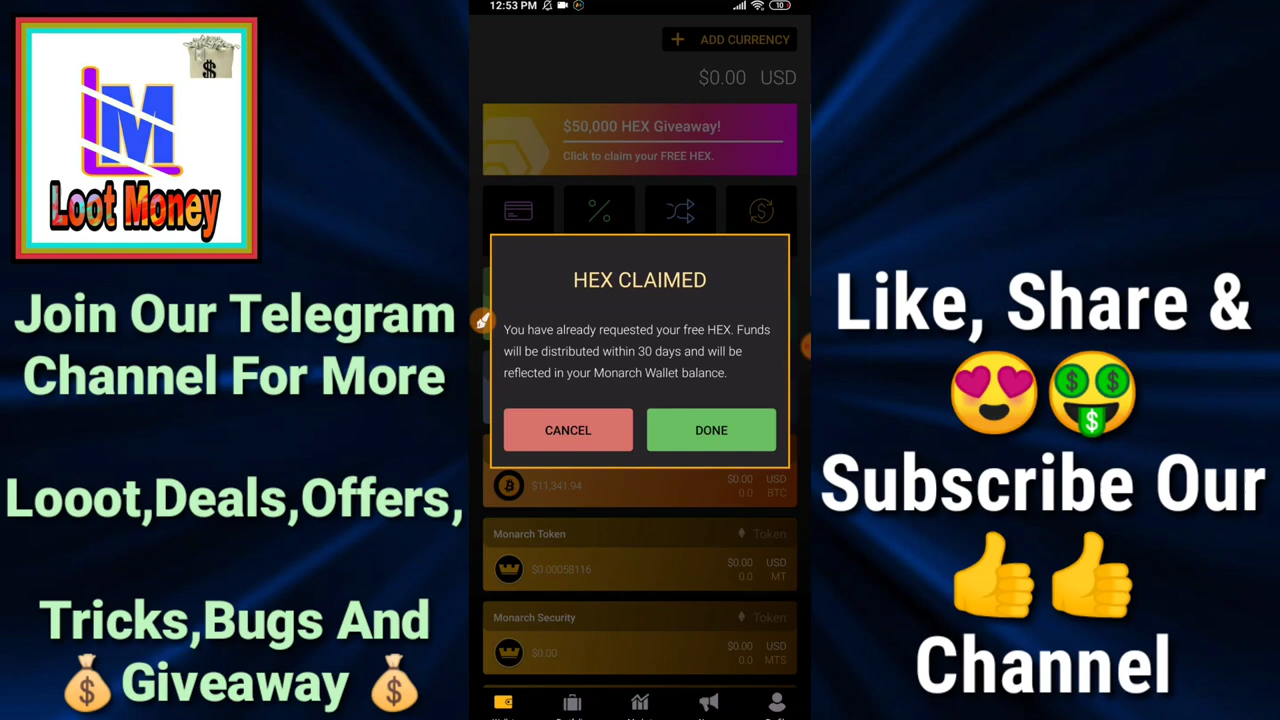 LM
Loot Money
Join Our Telegram
Channel For More
Looot,Deals,Offers,
Tricks,Bugs And
Giveaway
12:53 PM
10
+ ADD CURRENCY
$0.00 USD
$50,000 HEX Giveaway!
Click to claim your FREE HEX.
HEX CLAIMED
You have already requested your free HEX. Funds
will be distributed within 30 days and will be
reflected in your Monarch Wallet balance.
CANCEL
DONE
$11,341.94
$0.00 USD
0.0 BTC
Monarch Token
Token
$0.00058116
$0.00 USD
0.0 MT
Monarch Security
Token
$0.00
$0.00 USD
0.0 MTS
Like, Share &
Subscribe Our
Channel